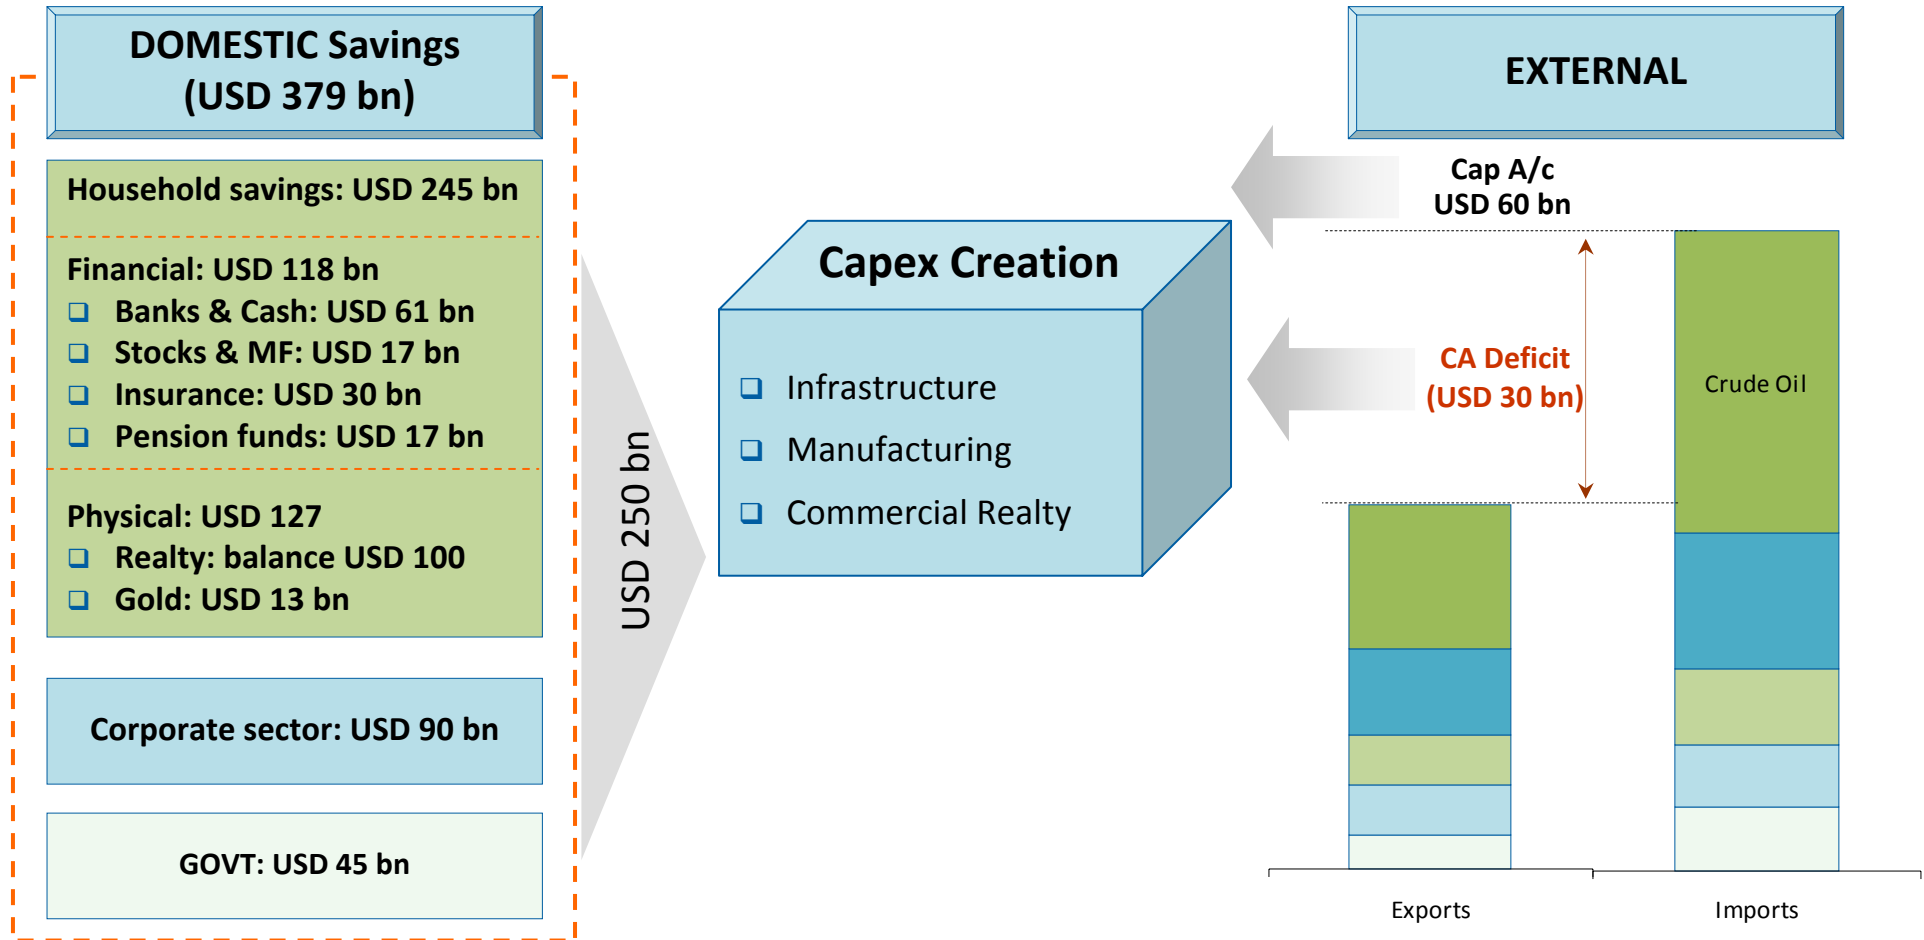 DOMESTIC Savings
(USD 379 bn)
Household savings: USD 245 bn
Financial: USD 118 bn
Banks & Cash: USD 61 bn
Stocks & MF: USD 17 bn
Insurance: USD 30 bn
Pension funds: USD 17 bn
Physical: USD 127
Realty: balance USD 100
Gold: USD 13 bn
Corporate sector: USD 90 bn
GOVT: USD 45 bn
USD 250 bn
Capex Creation
Infrastructure
Manufacturing
Commercial Realty
EXTERNAL
Cap A/c
USD 60 bn
CA Deficit
(USD 30 bn)
Crude Oil
Exports
Imports